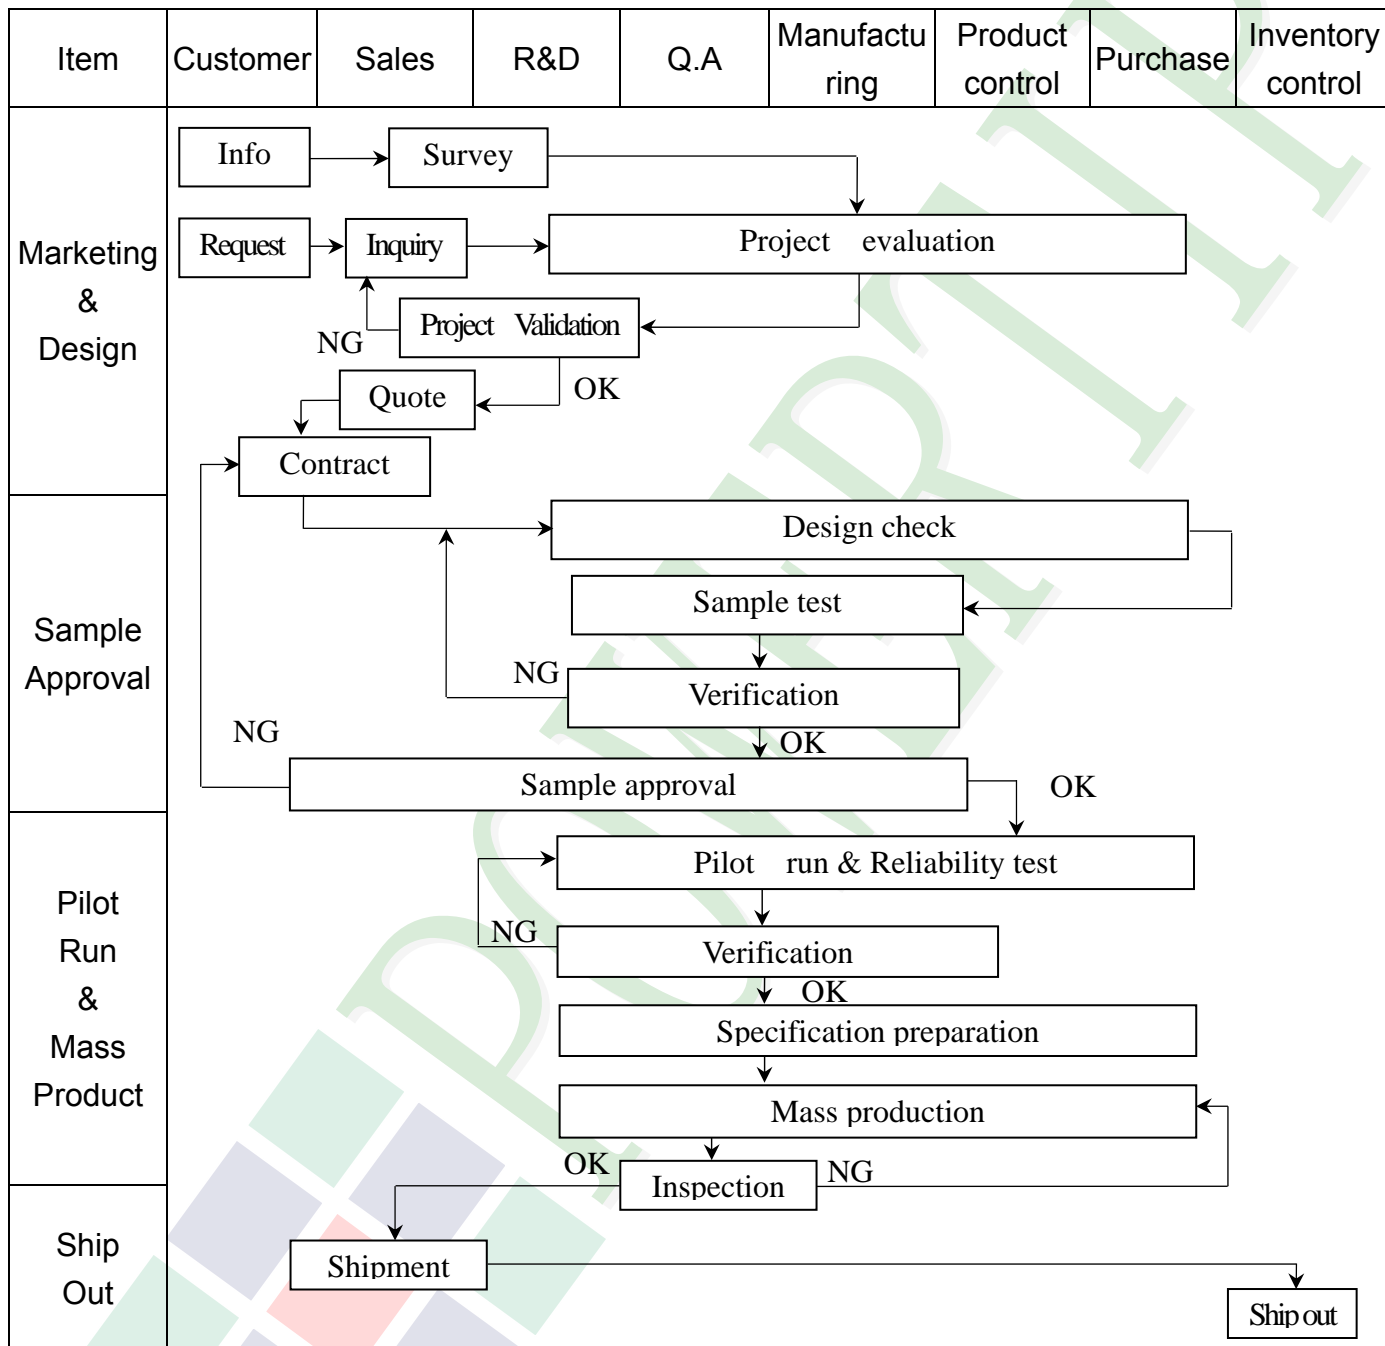 Item
Customer
Sales
R&D
Q.A
Manufactu
ring
Product
control
Purchase
Inventory
control
Marketing
&
Design
Info
Survey
Request
Inquiry
Project evaluation
Project Validation
NG
OK
Quote
Contract
Sample
Approval
Design check
Sample test
NG
Verification
OK
NG
Sample approval
OK
Pilot
Run
&
Mass
Product
Pilot run & Reliability test
NG
Verification
OK
Specification preparation
Mass production
OK
Inspection
NG
Ship
Out
Shipment
Ship out
POWERTIP